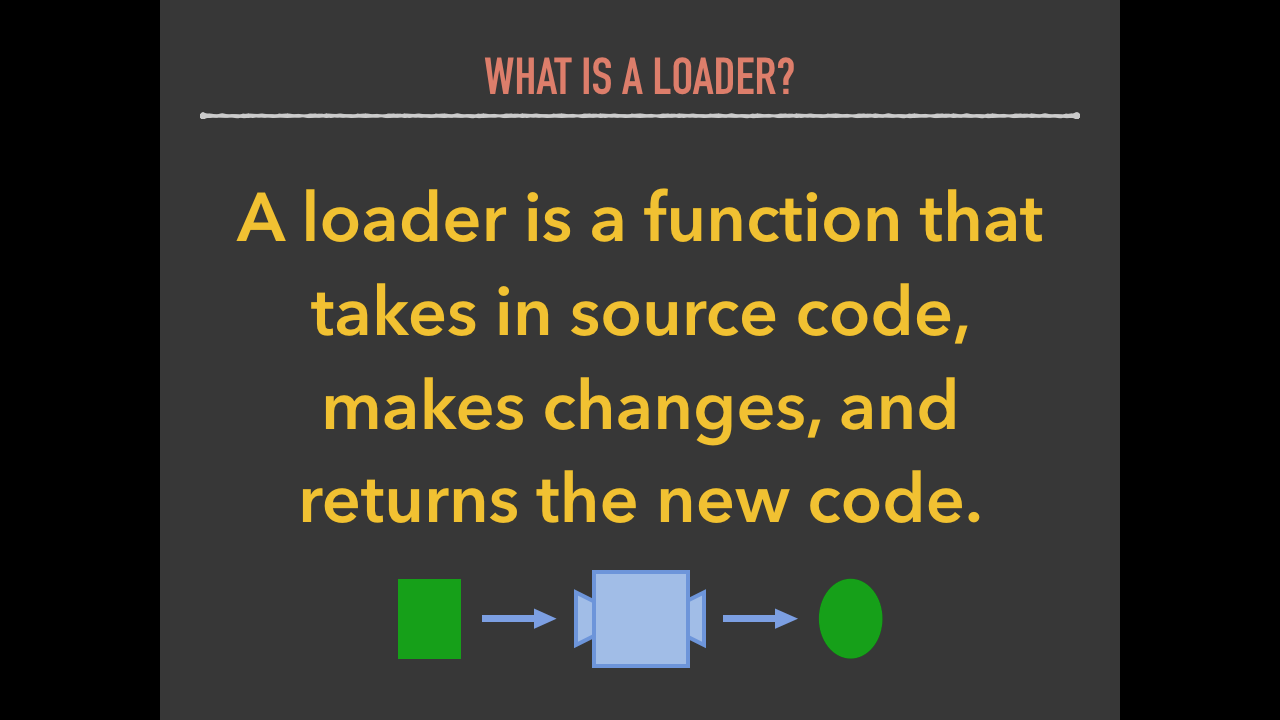 WHAT IS A LOADER?
A loader is a function that
takes in source code,
makes changes, and
returns the new code.